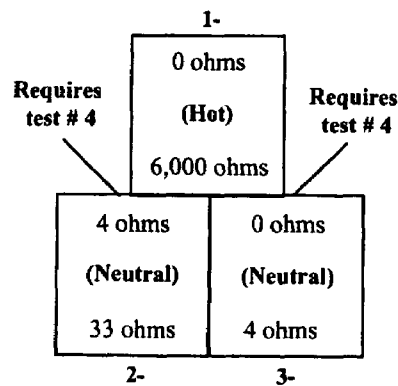 1-
0 ohms
(Hot)
6,000 ohms
Requires
test # 4
Requires
test # 4
4 ohms
(Neutral)
33 ohms
0 ohms
(Neutral)
4 ohms
2-
3-